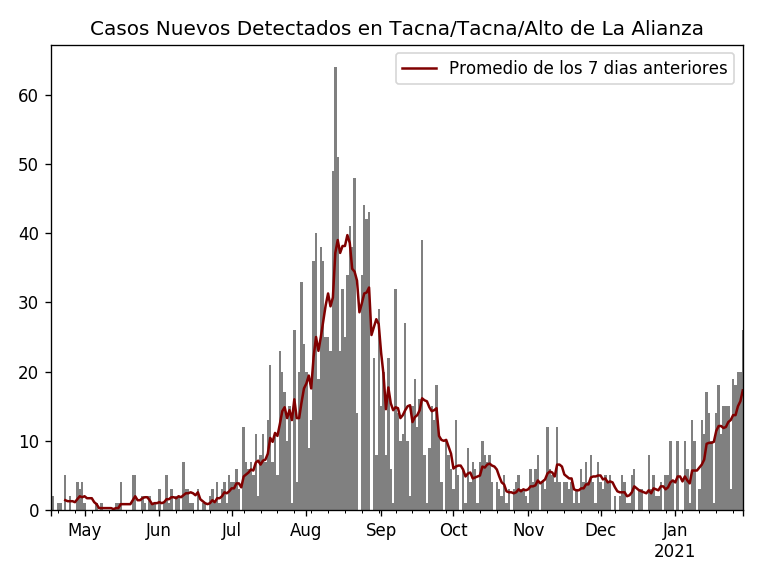 Casos Nuevos Detectados en Tacna/Tacna/Alto de La Alianza
Promedio de los 7 dias anteriores
60
50
40
30
20
10
0
May Jun Jul Aug Sep Oct Nov Dec Jan
2021